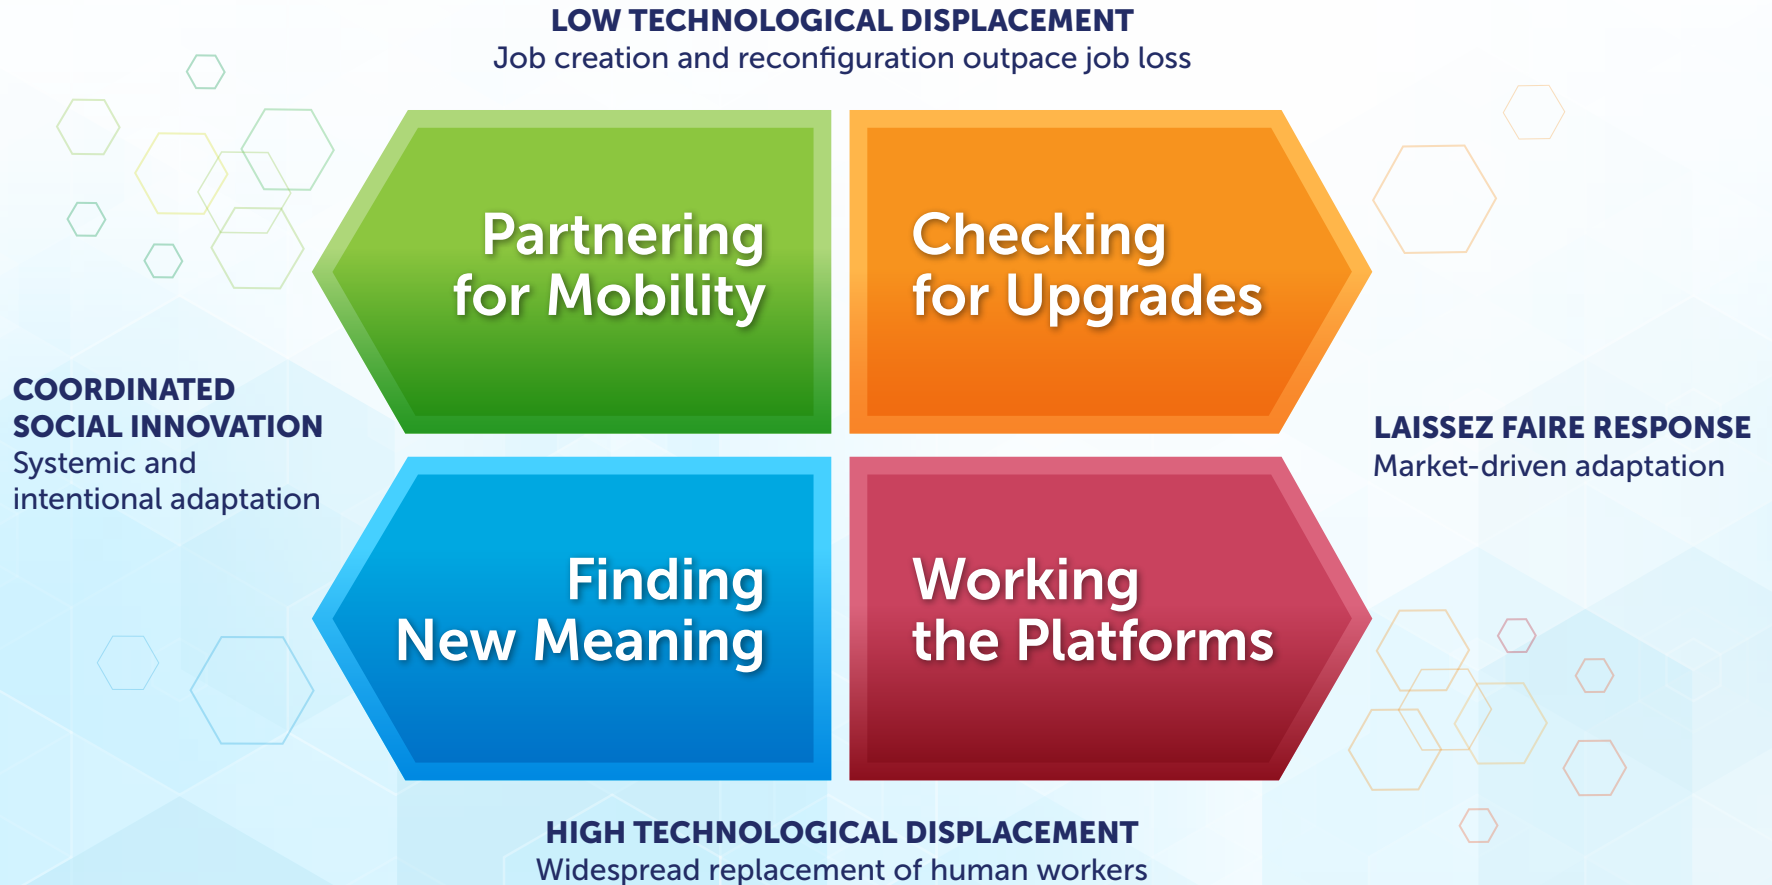 LOW TECHNOLOGICAL DISPLACEMENT
Job creation and reconfiguration outpace job loss
Partnering
for Mobility
Checking
for Upgrades
COORDINATED
SOCIAL INNOVATION
Systemic and
intentional adaptation
LAISSEZ FAIRE RESPONSE
Market-driven adaptation
Finding
New Meaning
Working
the Platforms
HIGH TECHNOLOGICAL DISPLACEMENT
Widespread replacement of human workers